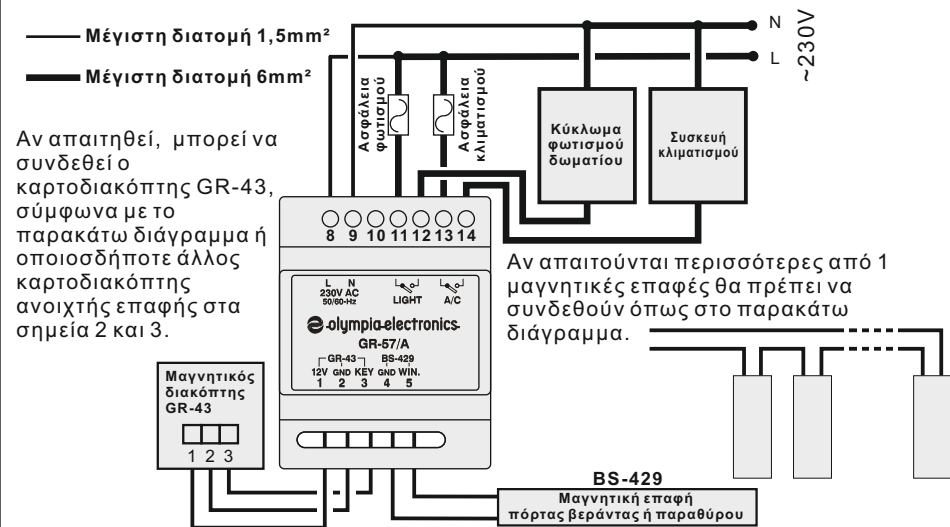 Μέγιστη διατομή 1,5mm²
Μέγιστη διατομή 6mm²
N
L
~230V
Ασφάλεια
φωτισμού
Ασφάλεια
κλιματισμού
Κύκλωμα
φωτισμού
δωματίου
Συσκευή
κλιματισμού
Αν απαιτηθεί, μπορεί να
συνδεθεί ο
καρτοδιακόπτης GR-43,
σύμφωνα με το
παρακάτω διάγραμμα ή
οποιοσδήποτε άλλος
καρτοδιακόπτης
ανοιχτής επαφής στα
σημεία 2 και 3.
8 9 10 11 12 13 14
L N
230V AC
50/60-Hz
LIGHT
A/C
olympia-electronics-
GR-57/A
GR-43 BS-429
12V GND KEY GND WIN.
1 2 3 4 5
Αν απαιτούνται περισσότερες από 1
μαγνητικές επαφές θα πρέπει να
συνδεθούν όπως στο παρακάτω
διάγραμμα.
Μαγνητικός
διακόπτης
GR-43
1 2 3
BS-429
Μαγνητική επαφή
πόρτας βεράντας ή παραθύρου